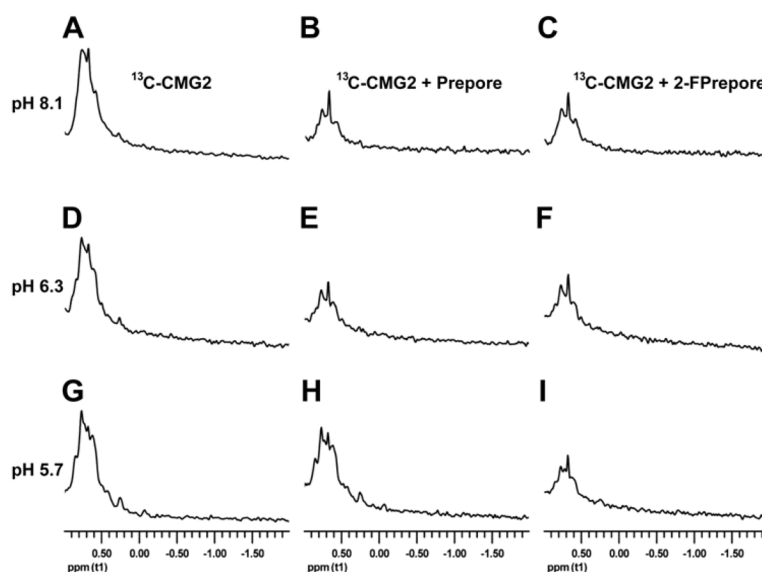 A B C
¹³C-CMG2 ¹³C-CMG2 + Prepore ¹³C-CMG2 + 2-FPrepore
pH 8.1
D E F
pH 6.3
G H I
pH 5.7
0.50 0.00 -0.50 -1.00 -1.50 0.50 0.00 -0.50 -1.00 -1.50 0.50 0.00 -0.50 -1.00 -1.50
ppm (t1) ppm (t1) ppm (t1)